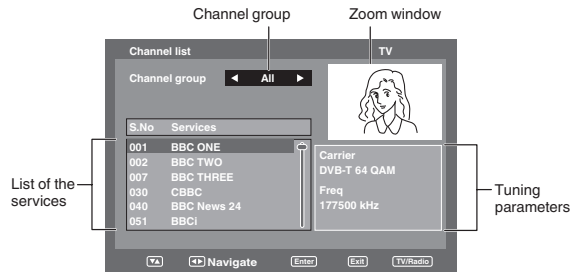 Channel group
Zoom window
Channel list
TV
Channel group ◀ All ▶
S.No Services
001 BBC ONE
002 BBC TWO
007 BBC THREE
030 CBBC
040 BBC News 24
051 BBCi
Carrier
DVB-T 64 QAM
Freq
177500 kHz
List of the
services
Tuning
parameters
▼▲ ◀▶ Navigate Enter Exit TV/Radio